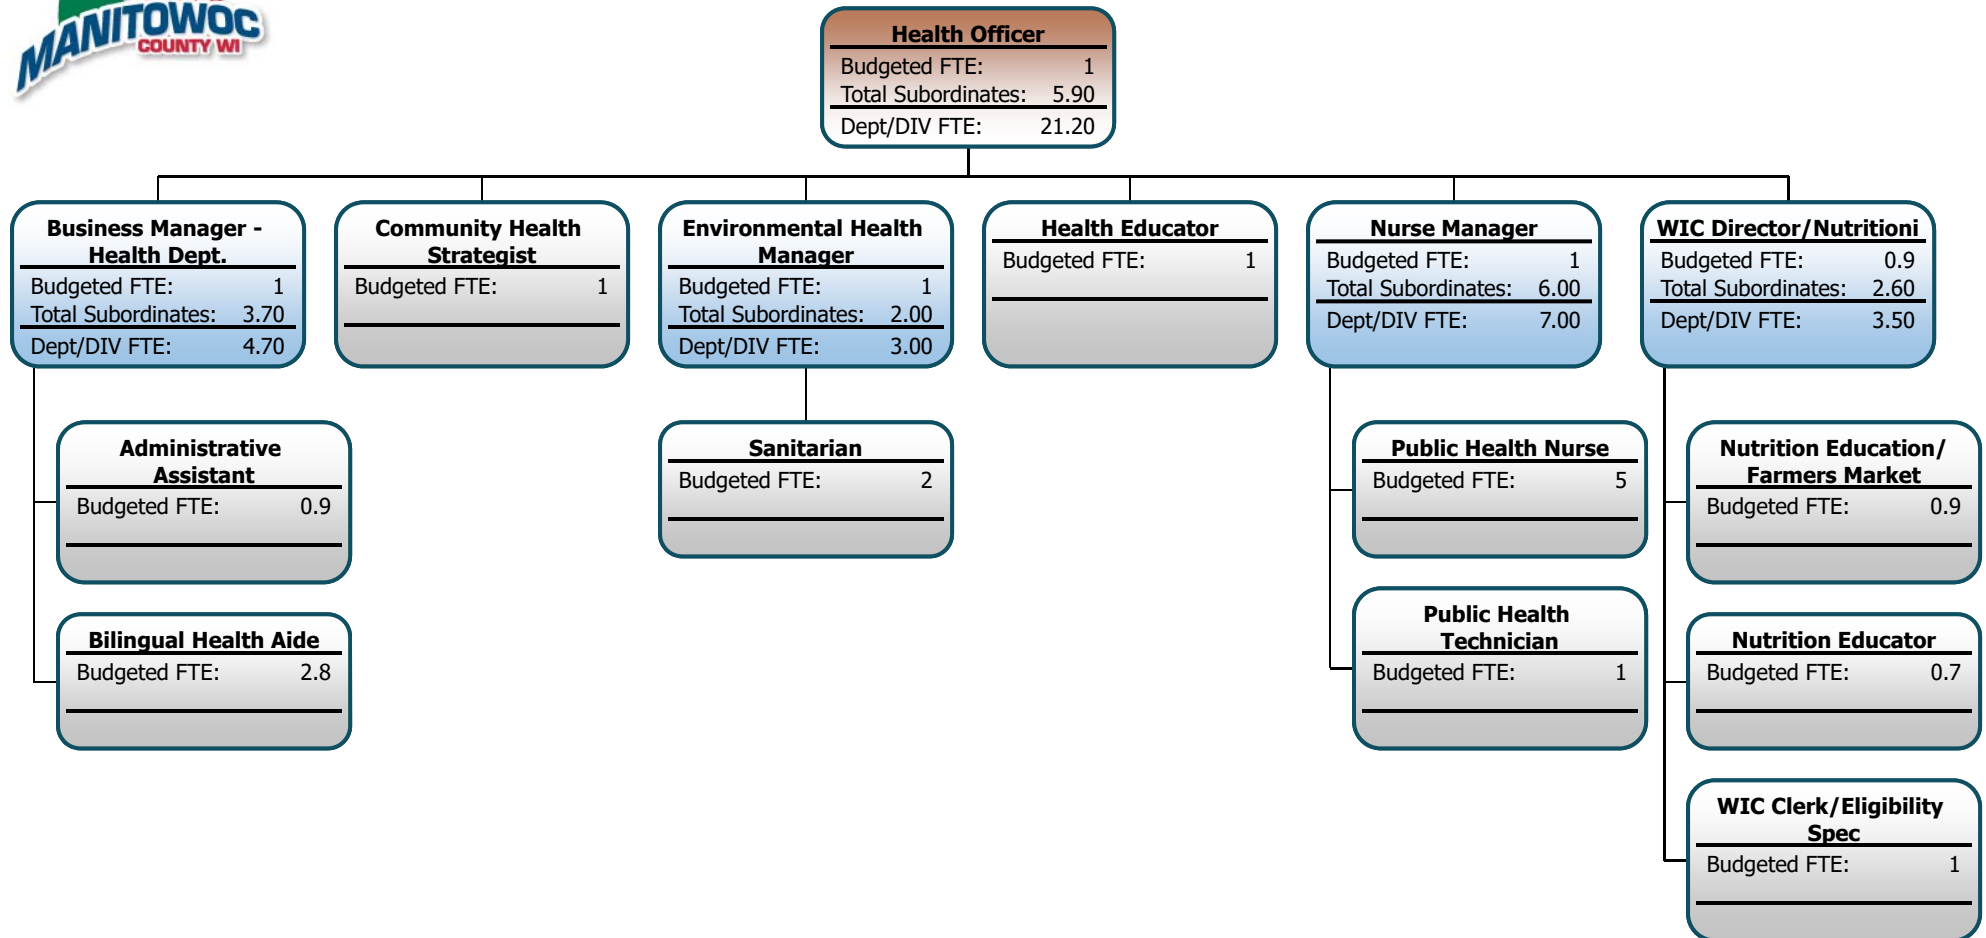 MANITOWOC
COUNTY WI
Health Officer
Budgeted FTE: 1
Total Subordinates: 5.90
Dept/DIV FTE: 21.20
Business Manager -
Health Dept.
Budgeted FTE: 1
Total Subordinates: 3.70
Dept/DIV FTE: 4.70
Community Health
Strategist
Budgeted FTE: 1
Environmental Health
Manager
Budgeted FTE: 1
Total Subordinates: 2.00
Dept/DIV FTE: 3.00
Health Educator
Budgeted FTE: 1
Nurse Manager
Budgeted FTE: 1
Total Subordinates: 6.00
Dept/DIV FTE: 7.00
WIC Director/Nutritioni
Budgeted FTE: 0.9
Total Subordinates: 2.60
Dept/DIV FTE: 3.50
Administrative
Assistant
Budgeted FTE: 0.9
Bilingual Health Aide
Budgeted FTE: 2.8
Sanitarian
Budgeted FTE: 2
Public Health Nurse
Budgeted FTE: 5
Public Health
Technician
Budgeted FTE: 1
Nutrition Education/
Farmers Market
Budgeted FTE: 0.9
Nutrition Educator
Budgeted FTE: 0.7
WIC Clerk/Eligibility
Spec
Budgeted FTE: 1